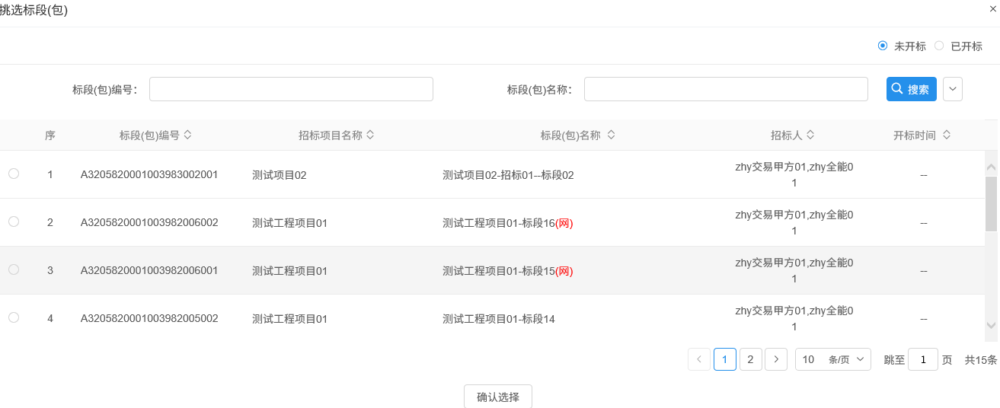 挑选标段(包)
×
未开标 已开标
标段(包)编号: 标段(包)名称: 搜索
序 标段(包)编号 招标项目名称 标段(包)名称 招标人 开标时间
1 A3205820001003983002001 测试项目02 测试项目02-招标01--标段02 zhy交易甲方01,zhy全能0 --
1
2 A3205820001003982006002 测试工程项目01 测试工程项目01-标段16(网) zhy交易甲方01,zhy全能0 --
1
3 A3205820001003982006001 测试工程项目01 测试工程项目01-标段15(网) zhy交易甲方01,zhy全能0 --
1
4 A3205820001003982005002 测试工程项目01 测试工程项目01-标段14 zhy交易甲方01,zhy全能0 --
1
1 2 10 条/页 跳至 1 页 共15条
确认选择